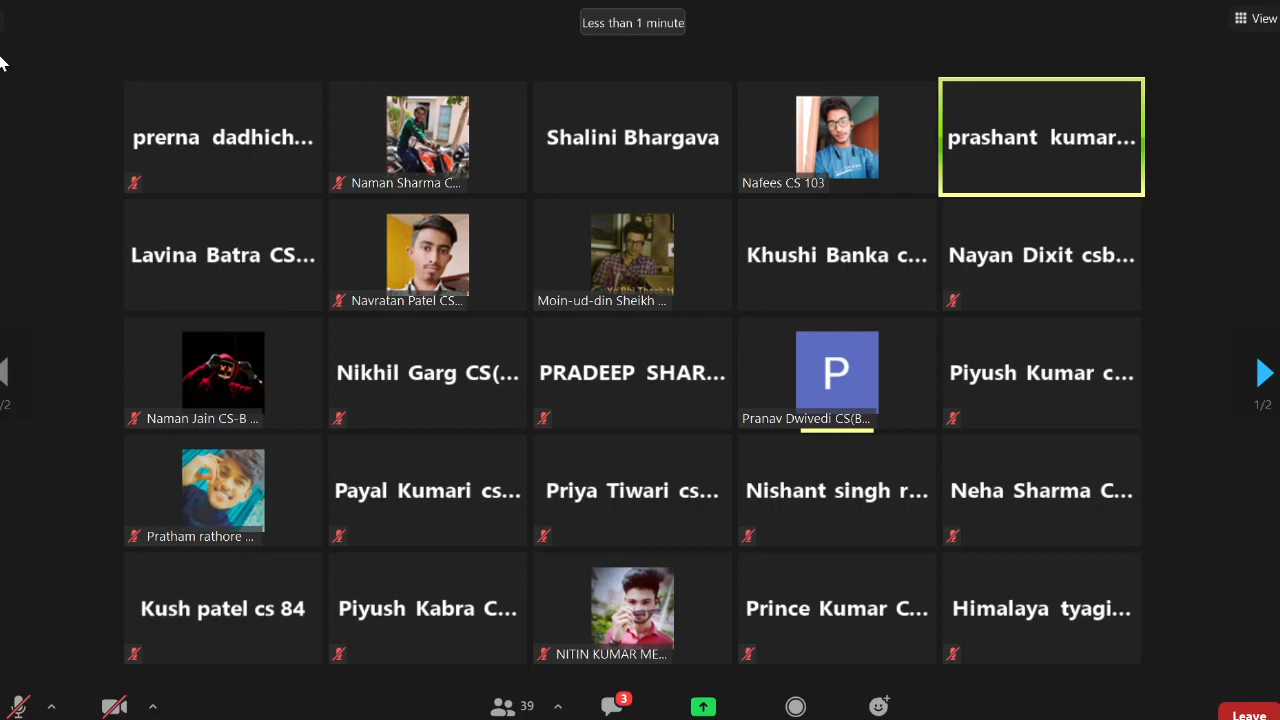 Less than 1 minute
View
prerna dadhich...
Naman Sharma C...
Shalini Bhargava
Nafees CS 103
prashant kumar...
Lavina Batra CS...
Navratan Patel CS...
Moin-ud-din Sheikh ...
Khushi Banka c...
Nayan Dixit csb...
Naman Jain CS-B ...
Nikhil Garg CS(...
PRADEEP SHAR...
P
Pranav Dwivedi CS(B...
Piyush Kumar c...
/2
1/2
Pratham rathore ...
Payal Kumari cs...
Priya Tiwari cs...
Nishant singh r...
Neha Sharma C...
Kush patel cs 84
Piyush Kabra C...
NITIN KUMAR ME...
Prince Kumar C...
Himalaya tyagi...
39
3
Leave